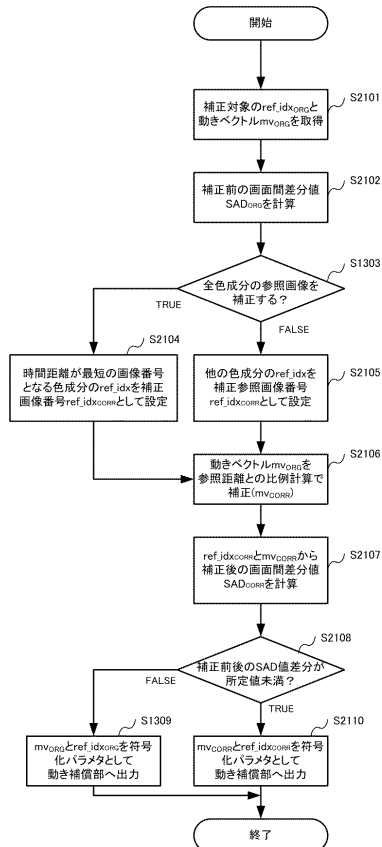 開始
S2101
補正対象のref_idxORGと
動きベクトルmvORGを取得
S2102
補正前の画面間差分値
SADORGを計算
S1303
全色成分の参照画像を
補正する？
TRUE
FALSE
S2104
時間距離が最短の画像番号
となる色成分のref_idxを補正
画像番号ref_idxCORRとして設定
S2105
他の色成分のref_idxを
補正参照画像番号
ref_idxCORRとして設定
S2106
動きベクトルmvORGを
参照距離との比例計算で
補正(mvCORR)
S2107
ref_idxCORRとmvCORRから
補正後の画面間差分値
SADCORRを計算
S2108
補正前後のSAD値差分が
所定値未満？
FALSE
TRUE
S1309
mvORGとref_idxORGを符号
化パラメタとして
動き補償部へ出力
S2110
mvCORRとref_idxCORRを符号
化パラメタとして
動き補償部へ出力
終了